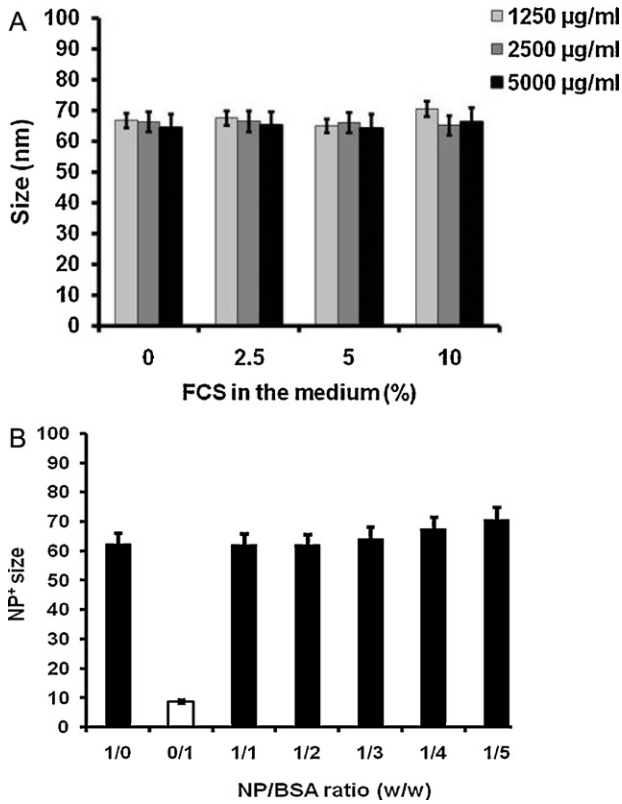 A
100
90
80
70
60
50
40
30
20
10
0
Size (nm)
1250 µg/ml
2500 µg/ml
5000 µg/ml
0 2.5 5 10
FCS in the medium (%)
B
100
90
80
70
60
50
40
30
20
10
0
NP⁺ size
1/0 0/1 1/1 1/2 1/3 1/4 1/5
NP/BSA ratio (w/w)